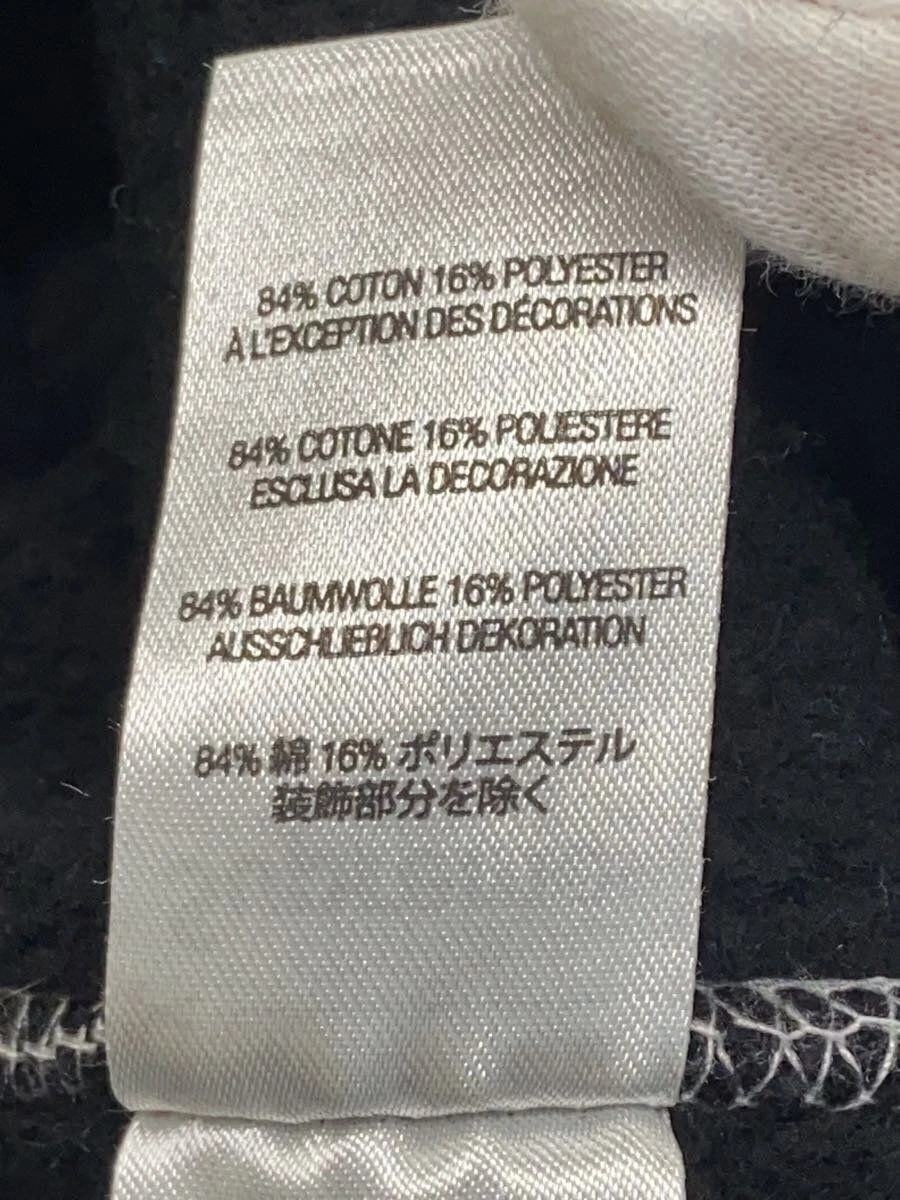 84% COTON 16% POLYESTER
À L'EXCEPTION DES DÉCORATIONS
84% COTONE 16% POLIESTERE
ESCLUSA LA DECORAZIONE
84% BAUMWOLLE 16% POLYESTER
AUSSCHLIEßLICH DEKORATION
84% 綿 16% ポリエステル
装飾部分を除く